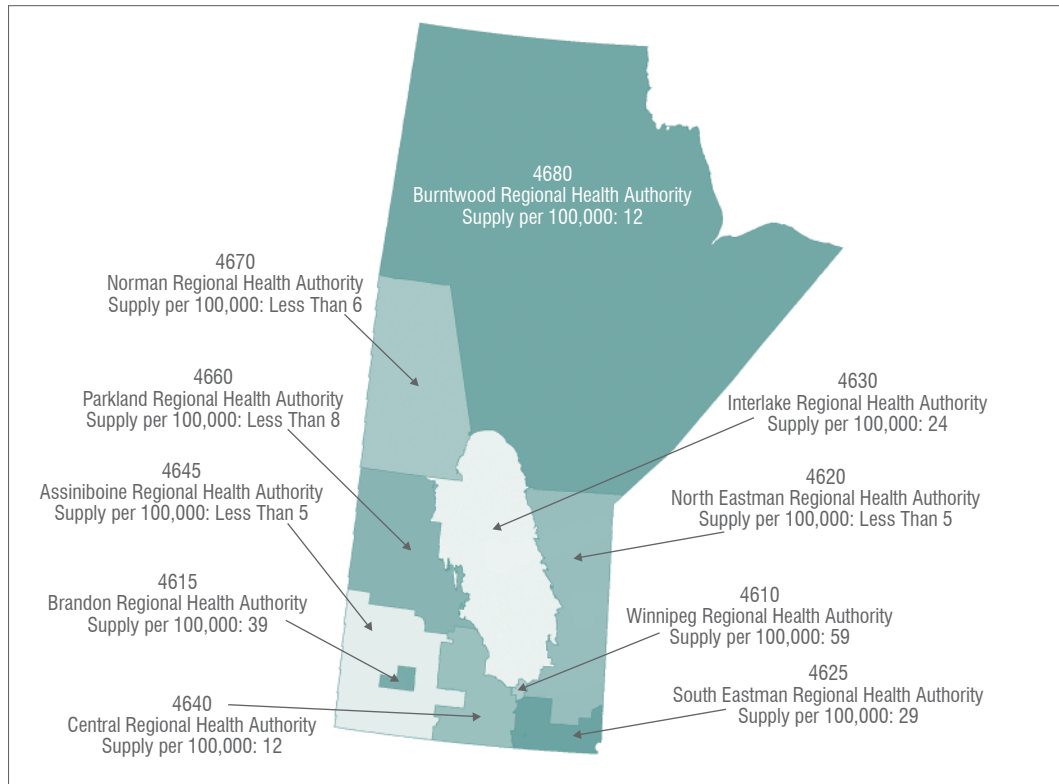 4680
Burntwood Regional Health Authority
Supply per 100,000: 12
4670
Norman Regional Health Authority
Supply per 100,000: Less Than 6
4660
Parkland Regional Health Authority
Supply per 100,000: Less Than 8
4645
Assiniboine Regional Health Authority
Supply per 100,000: Less Than 5
4615
Brandon Regional Health Authority
Supply per 100,000: 39
4640
Central Regional Health Authority
Supply per 100,000: 12
4630
Interlake Regional Health Authority
Supply per 100,000: 24
4620
North Eastman Regional Health Authority
Supply per 100,000: Less Than 5
4610
Winnipeg Regional Health Authority
Supply per 100,000: 59
4625
South Eastman Regional Health Authority
Supply per 100,000: 29